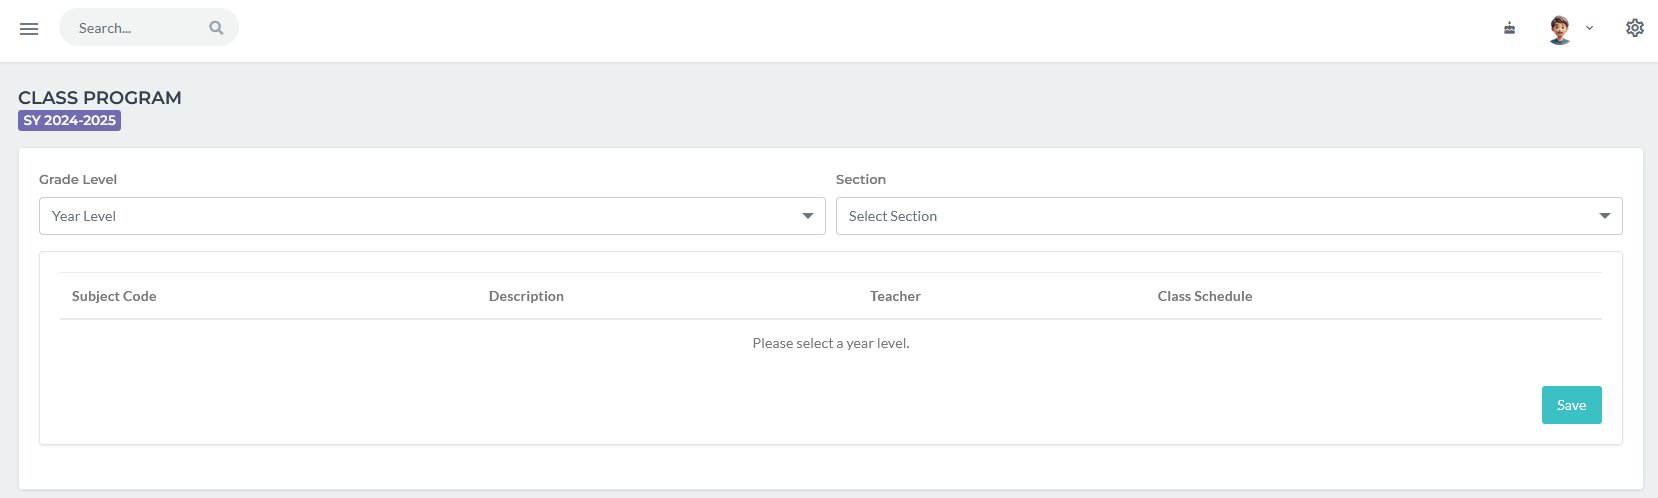 Search...
CLASS PROGRAM
SY 2024-2025
Grade Level Section
Year Level Select Section
Subject Code Description Teacher Class Schedule
Please select a year level.
Save